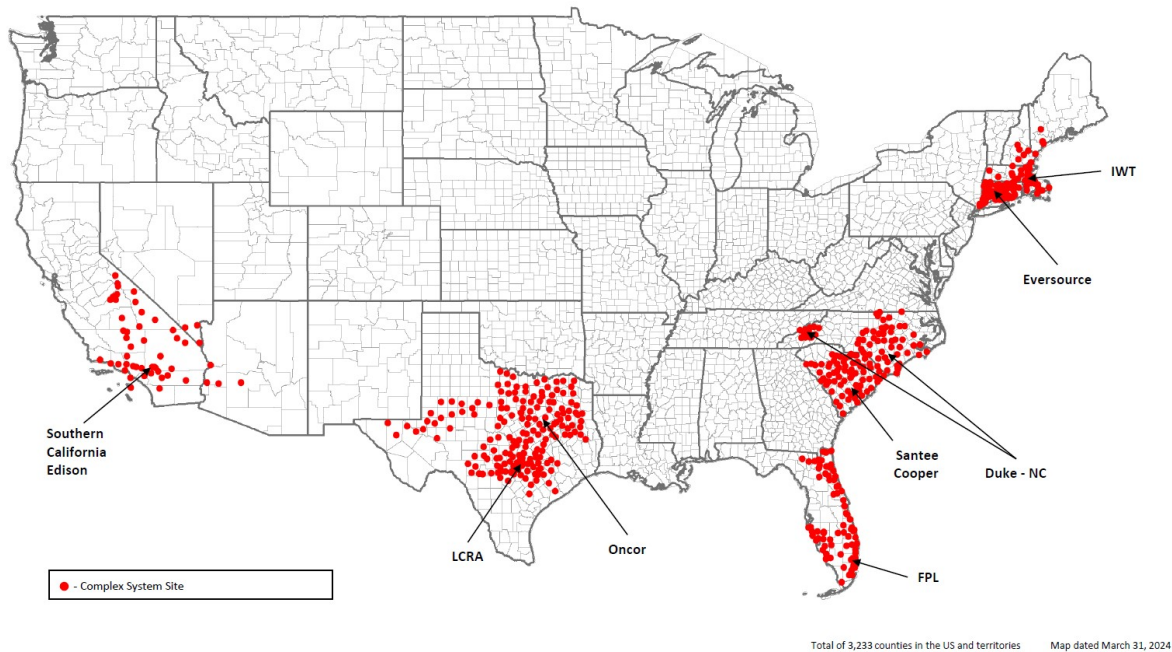 IWT
Eversource
Southern
California
Edison
Santee
Cooper
Duke - NC
Oncor
LCRA
FPL
- Complex System Site
Total of 3,233 counties in the US and territories
Map dated March 31, 2024